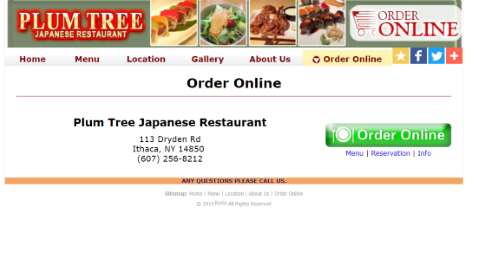 PLUM TREE
JAPANESE RESTAURANT
ORDER
ONLINE
Home Menu Location Gallery About Us Order Online
Order Online
Plum Tree Japanese Restaurant
113 Dryden Rd
Ithaca, NY 14850
(607) 256-8212
Order Online
Menu | Reservation | Info
ANY QUESTIONS PLEASE CALL US.
Sitemap: Home | Menu | Location | About Us | Order Online
All Rights Reserved